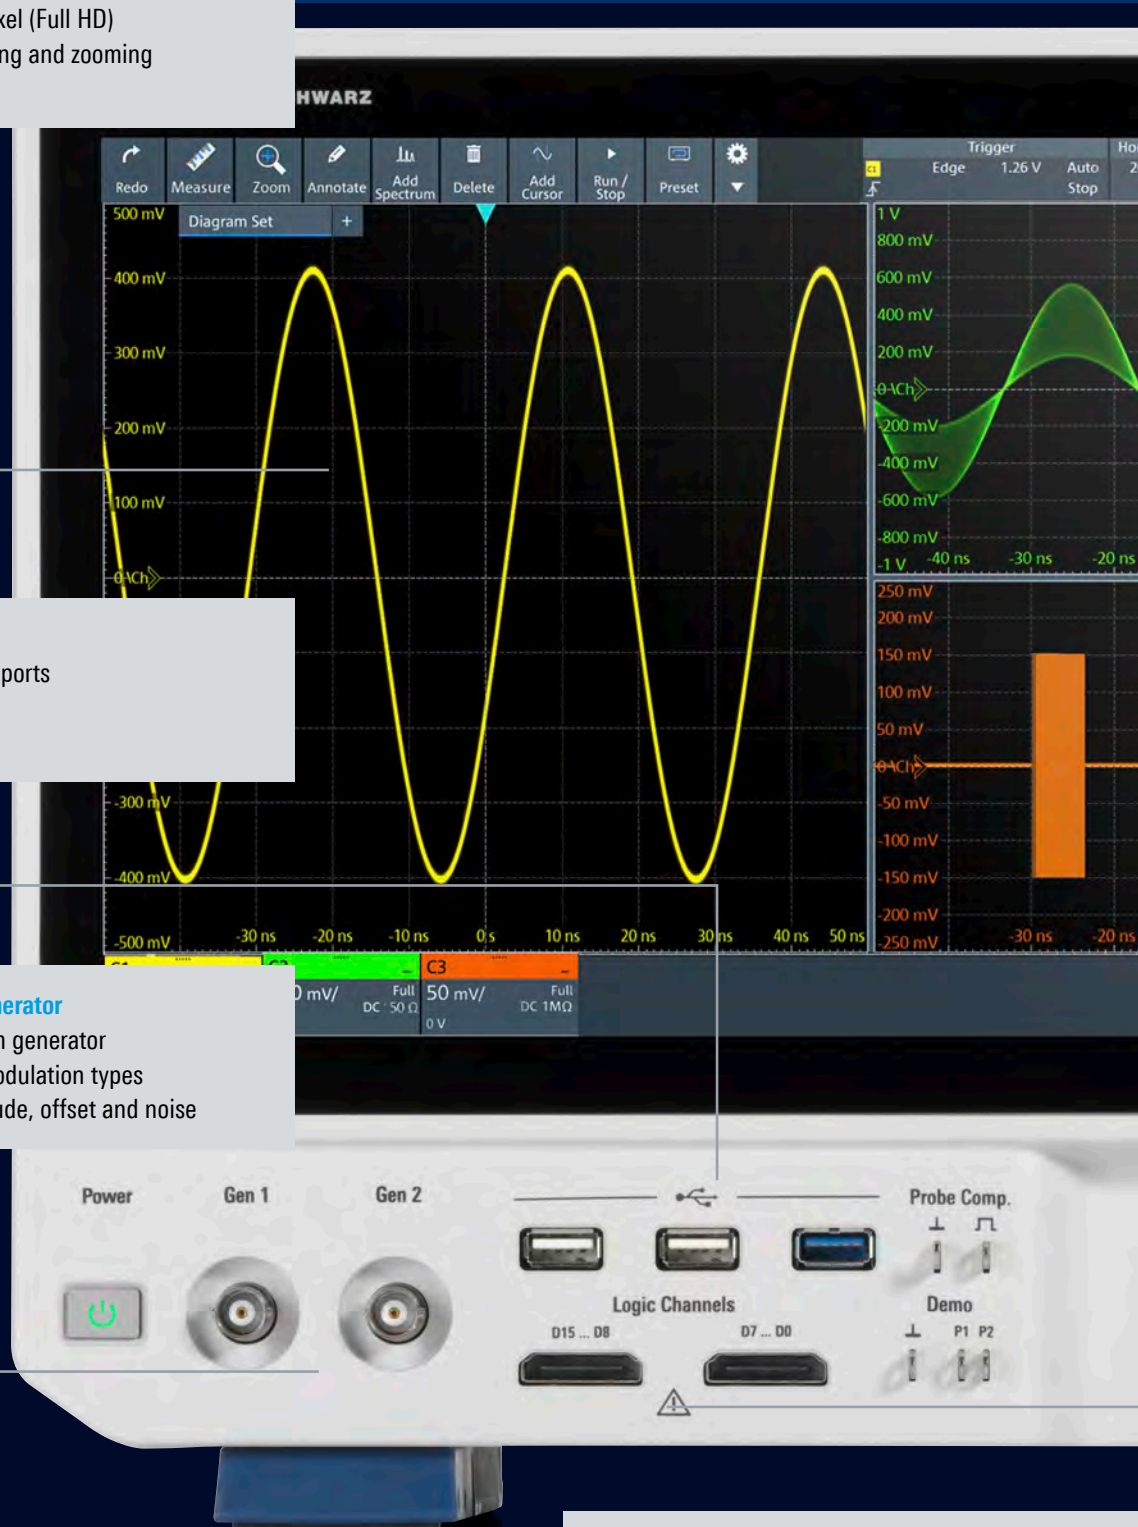 xel (Full HD)
ng and zooming
HWARZ
Redo
Measure
Zoom
Annotate
Add Spectrum
Delete
Add Cursor
Run / Stop
Preset
Trigger
Edge 1.26 V Auto
Stop
C1
Diagram Set +
500 mV
400 mV
300 mV
200 mV
100 mV
-300 mV
-400 mV
-500 mV
-30 ns -20 ns -10 ns 0 s 10 ns 20 ns 30 ns 40 ns 50 ns
1 V
800 mV
600 mV
400 mV
200 mV
-200 mV
-400 mV
-600 mV
-800 mV
-1 V
-40 ns -30 ns -20 ns
250 mV
200 mV
150 mV
100 mV
50 mV
-50 mV
-100 mV
-150 mV
-200 mV
-250 mV
-30 ns -20 ns
ports
C3
mV/ Full
DC 50 Ω
50 mV/ Full
DC 1MΩ
0 V
nerator
n generator
odulation types
ude, offset and noise
Power
Gen 1
Gen 2
Probe Comp.
Logic Channels
D15 ... D8
D7 ... D0
Demo
P1 P2